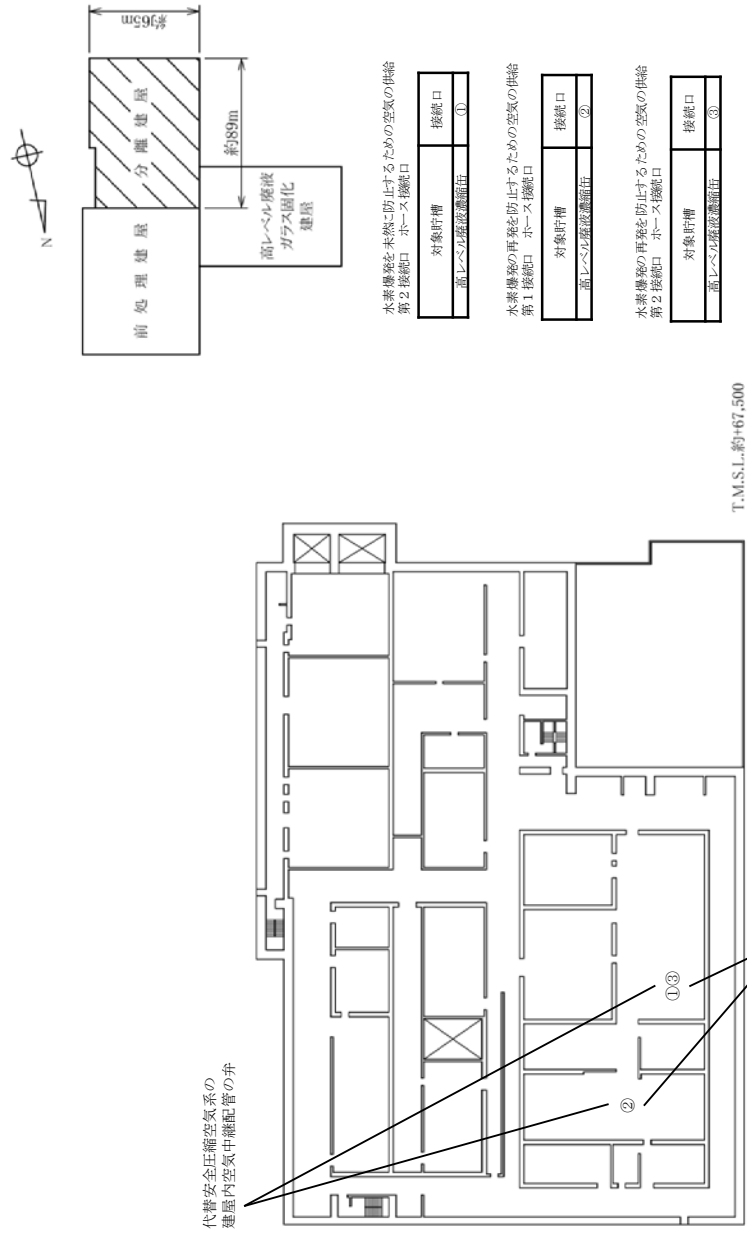 代替安全圧縮空気系の
建屋内空気中継配管の弁
①③
②
T.M.S.L.約+67,500
N
前処理建屋
分離建屋
高レベル廃液
ガラス固化
建屋
約89m
約65m
水素爆発を未然に防止するための空気の供給
第2接続口 ホース接続口
対象貯槽 接続口
高レベル廃液濃縮缶 ①
水素爆発の再発を防止するための空気の供給
第1接続口 ホース接続口
対象貯槽 接続口
高レベル廃液濃縮缶 ②
水素爆発の再発を防止するための空気の供給
第2接続口 ホース接続口
対象貯槽 接続口
高レベル廃液濃縮缶 ③